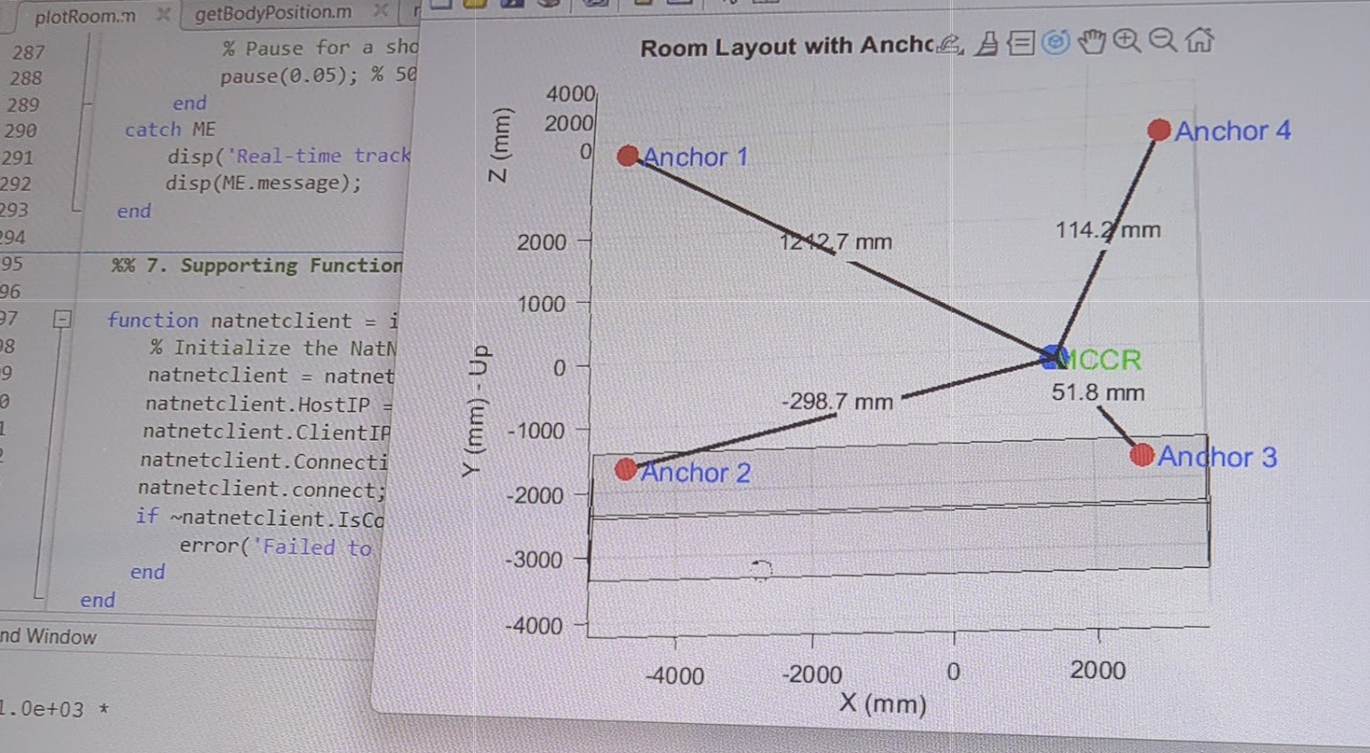 plotRoom.m
getBodyPosition.m
287 % Pause for a sho
288 pause(0.05); % 50
289 end
290 catch ME
291 disp('Real-time track
292 disp(ME.message);
293 end
294
95 %% 7. Supporting Function
96
97 function natnetclient = i
98 % Initialize the NatN
9 natnetclient = natnet
0 natnetclient.HostIP =
1 natnetclient.ClientIP
2 natnetclient.Connecti
natnetclient.connect;
if ~natnetclient.IsCo
error('Failed to
end
end
nd Window
1.0e+03 *
Room Layout with Ancho
Z (mm)
4000
2000
0
Y (mm) - Up
2000
1000
0
-1000
-2000
-3000
-4000
Anchor 1
Anchor 4
1212.7 mm
114.2 mm
MCCR
-298.7 mm
51.8 mm
Anchor 2
Anchor 3
-4000
-2000
0
2000
X (mm)